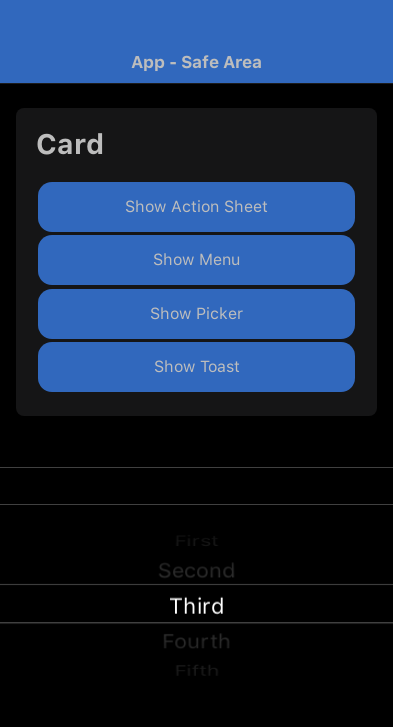 App - Safe Area
Card
Show Action Sheet
Show Menu
Show Picker
Show Toast
First
Second
Third
Fourth
Fifth